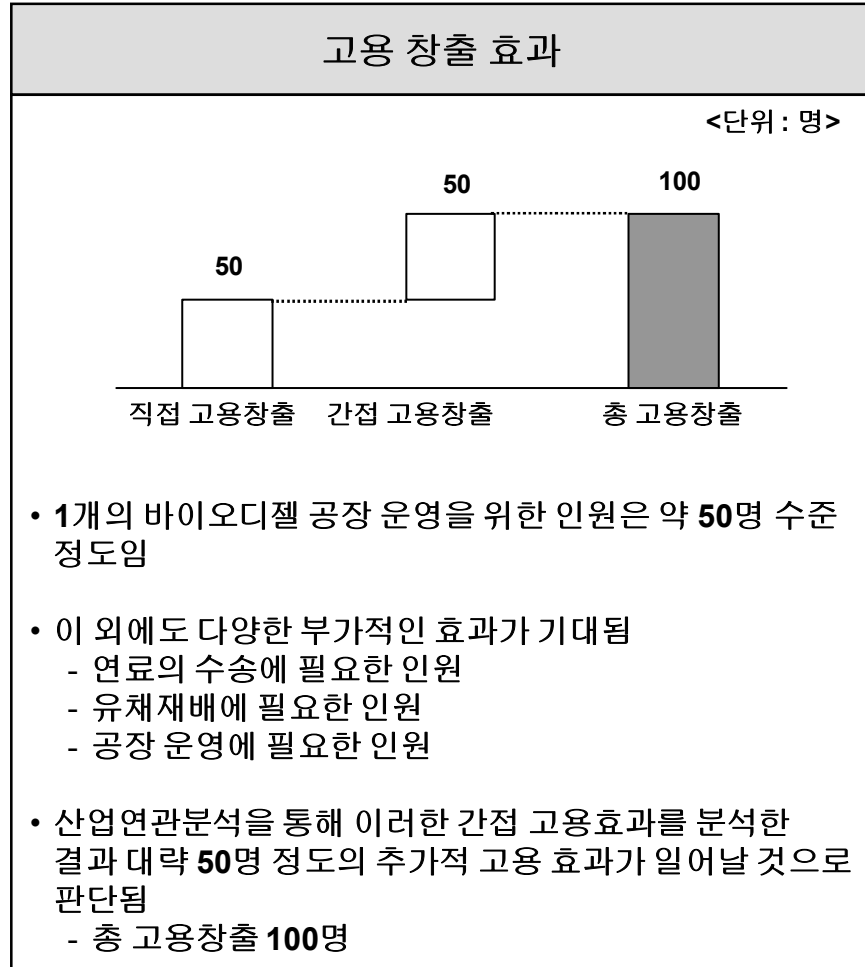 고용 창출 효과
<단위 : 명>
50 100
50
직접 고용창출 간접 고용창출 총 고용창출
• 1개의 바이오디젤 공장 운영을 위한 인원은 약 50명 수준
정도임
• 이 외에도 다양한 부가적인 효과가 기대됨
- 연료의 수송에 필요한 인원
- 유채재배에 필요한 인원
- 공장 운영에 필요한 인원
• 산업연관분석을 통해 이러한 간접 고용효과를 분석한
결과 대략 50명 정도의 추가적 고용 효과가 일어날 것으로
판단됨
- 총 고용창출 100명